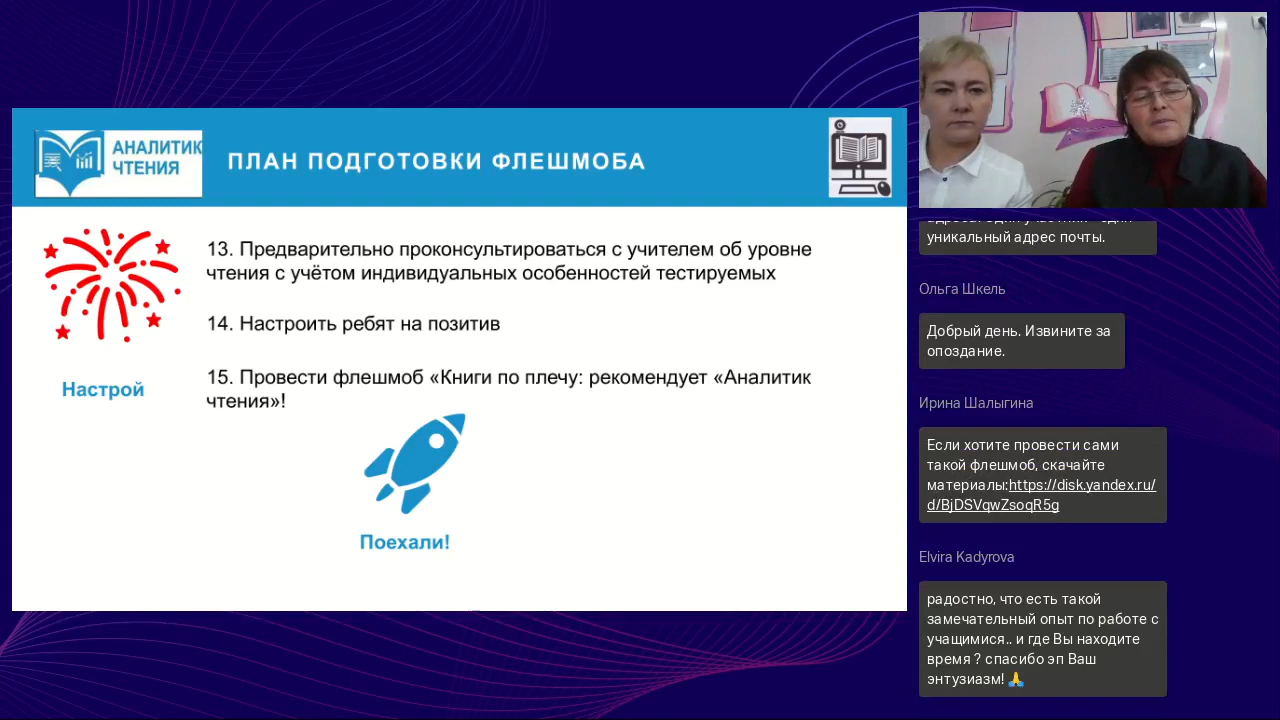 АНАЛИТИК
ЧТЕНИЯ
ПЛАН ПОДГОТОВКИ ФЛЕШМОБА
13. Предварительно проконсультироваться с учителем об уровне
чтения с учётом индивидуальных особенностей тестируемых
14. Настроить ребят на позитив
Настрой
15. Провести флешмоб «Книги по плечу: рекомендует «Аналитик
чтения»!
Поехали!
уникальный адрес почты.
Ольга Шкель
Добрый день. Извините за
опоздание.
Ирина Шалыгина
Если хотите провести сами
такой флешмоб, скачайте
материалы:https://disk.yandex.ru/
d/BjDSVqwZsoqR5g
Elvira Kadyrova
радостно, что есть такой
замечательный опыт по работе с
учащимися.. и где Вы находите
время ? спасибо эп Ваш
энтузиазм! 🙏